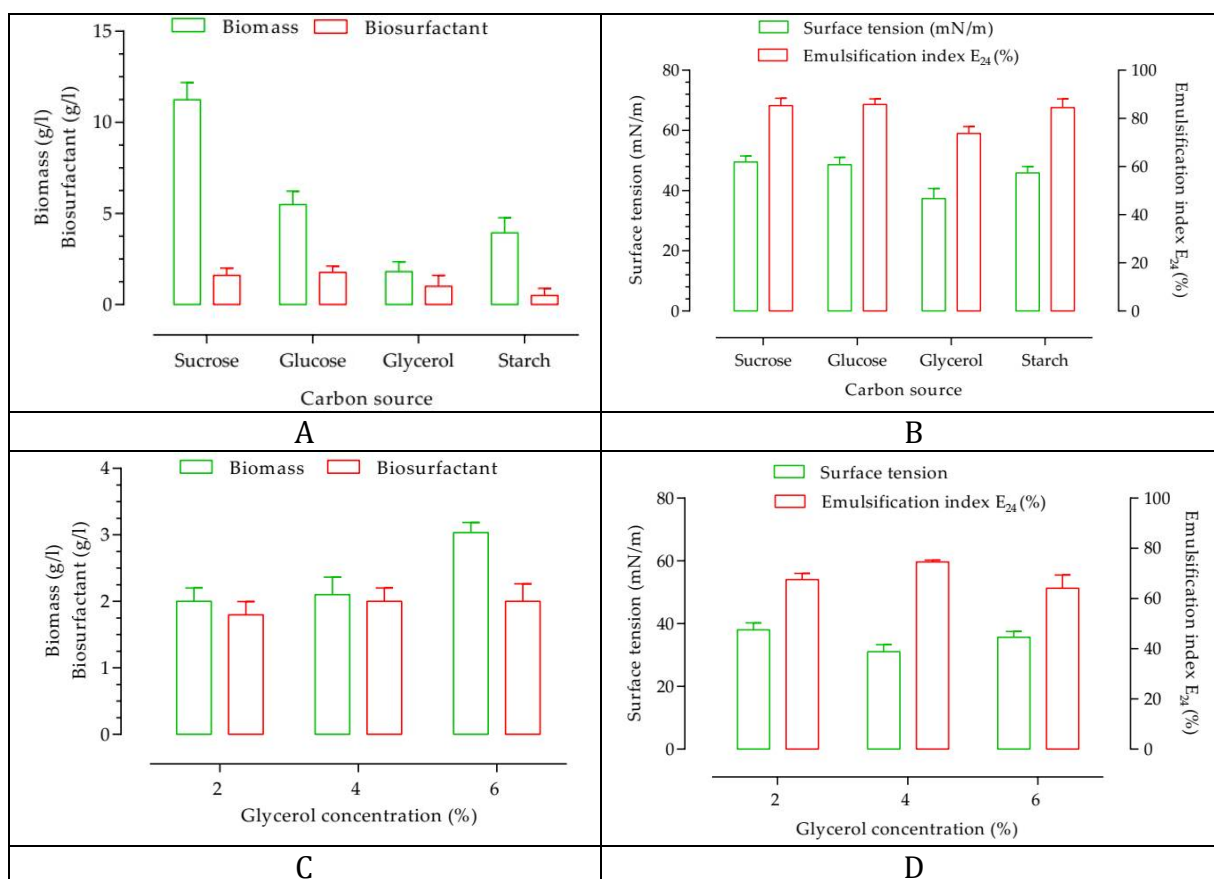 Biomass Biosurfactant
Biomass (g/l)
Biosurfactant (g/l)
15
10
5
0
Sucrose Glucose Glycerol Starch
Carbon source
A
Surface tension (mN/m)
Emulsification index E₂₄ (%)
Surface tension (mN/m)
80
60
40
20
0
100
80
60
40
20
0
Emulsification index E₂₄ (%)
Sucrose Glucose Glycerol Starch
Carbon source
B
Biomass Biosurfactant
Biomass (g/l)
Biosurfactant (g/l)
4
3
2
1
0
2 4 6
Glycerol concentration (%)
C
Surface tension
Emulsification index E₂₄ (%)
Surface tension (mN/m)
80
60
40
20
0
100
80
60
40
20
0
Emulsification index E₂₄ (%)
2 4 6
Glycerol concentration (%)
D